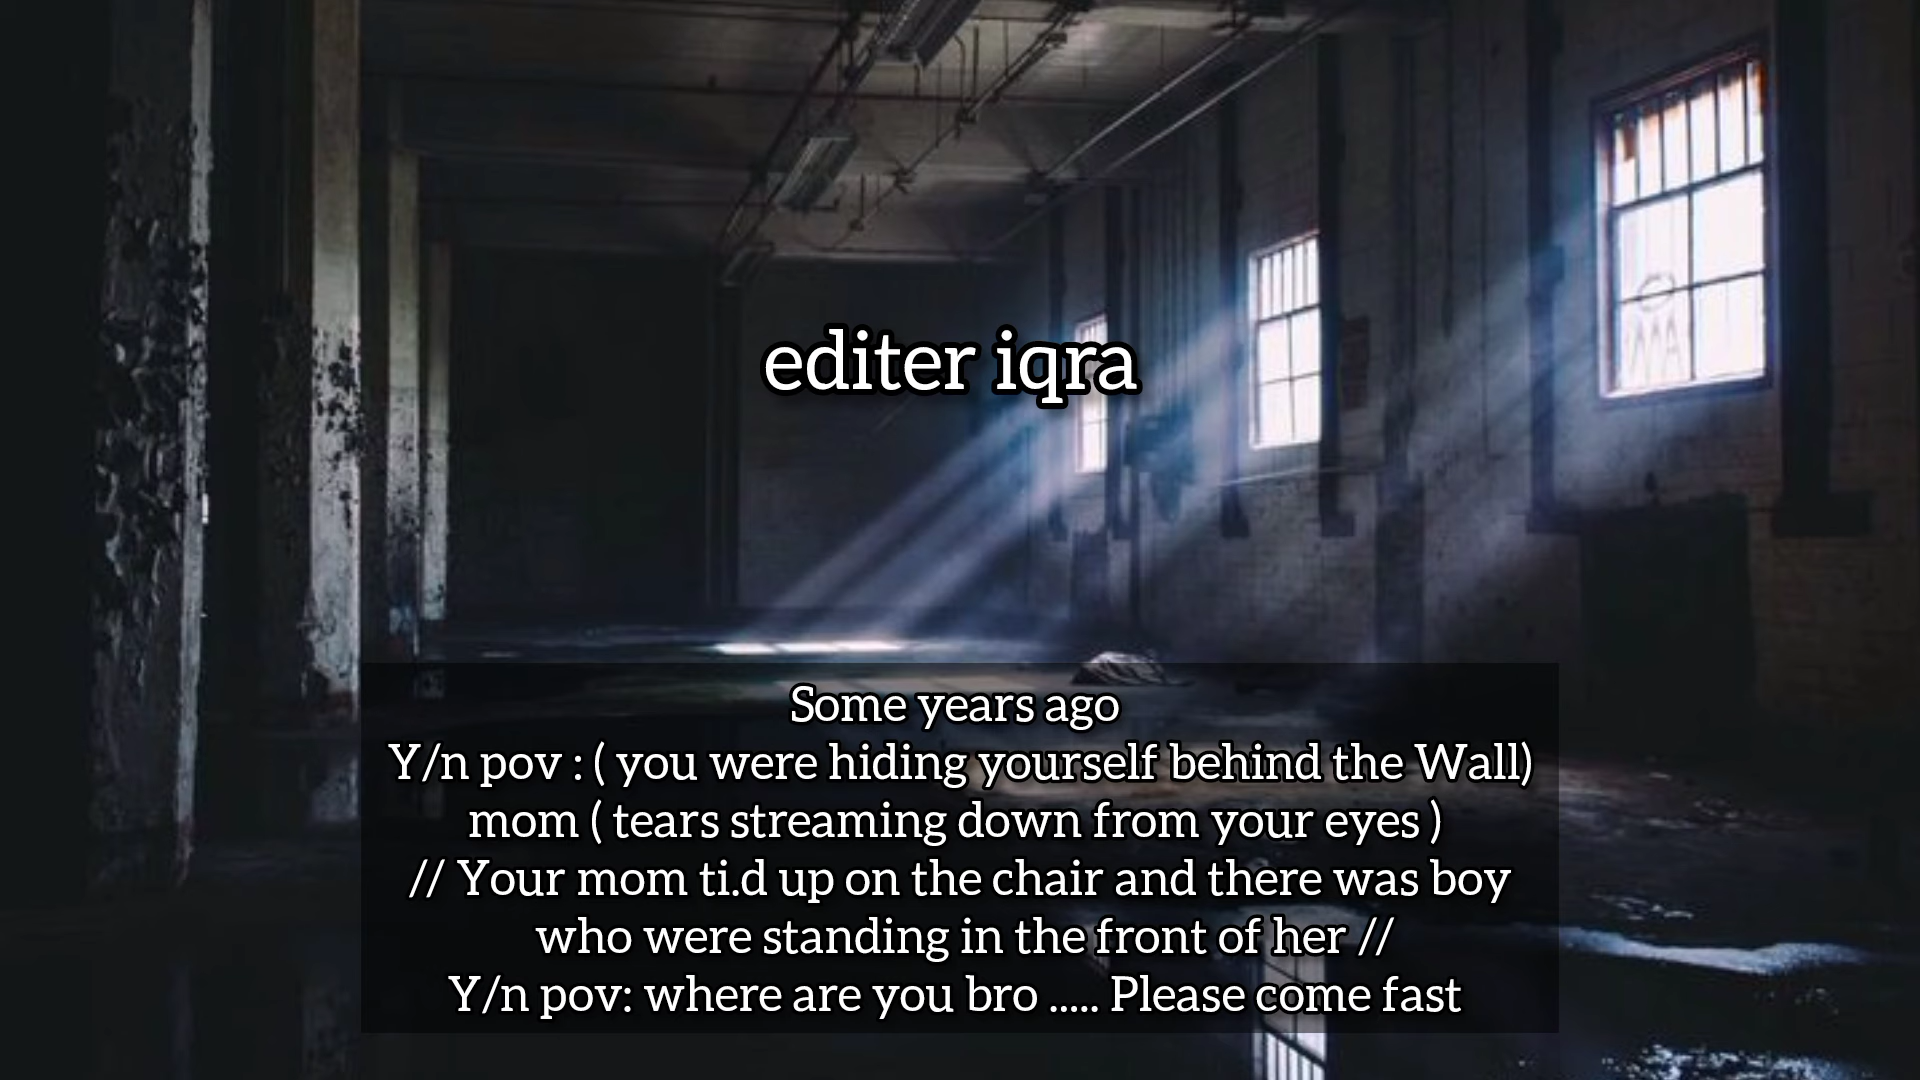 editer iqra
Some years ago
Y/n pov : ( you were hiding yourself behind the Wall)
mom ( tears streaming down from your eyes )
// Your mom ti.d up on the chair and there was boy
who were standing in the front of her //
Y/n pov: where are you bro ..... Please come fast